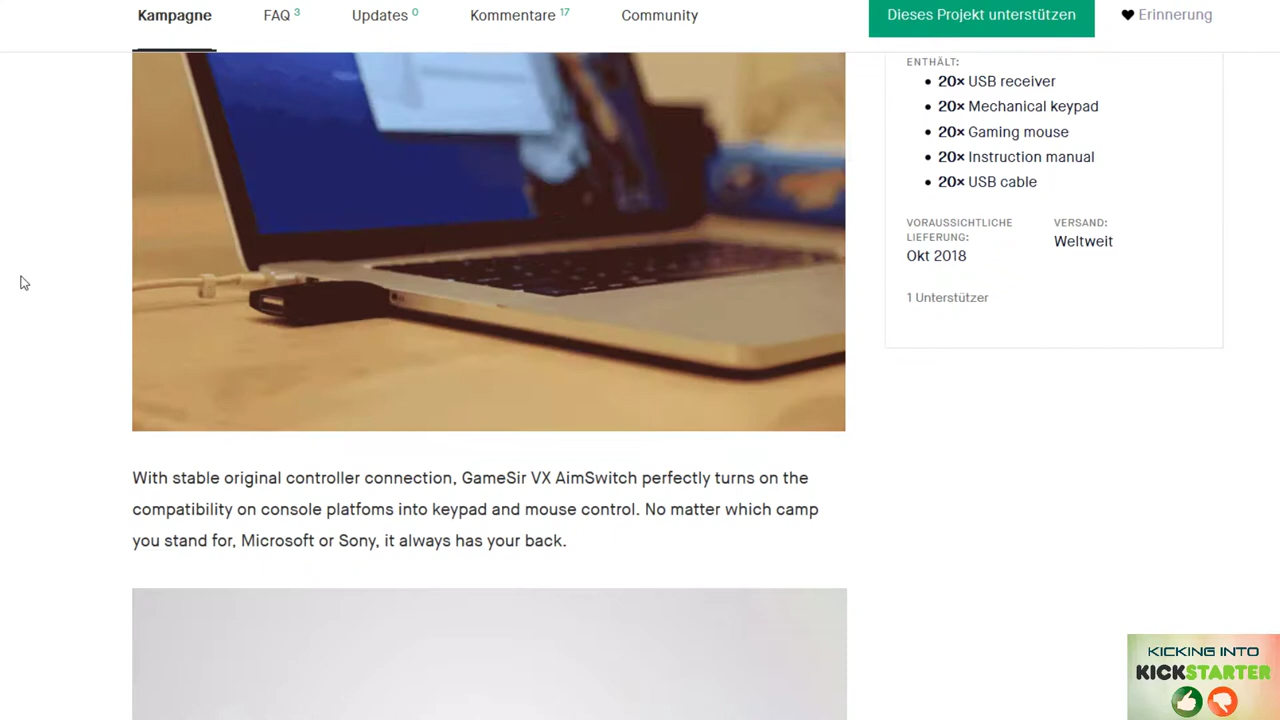 Kampagne FAQ 3 Updates 0 Kommentare 17 Community Dieses Projekt unterstützen Erinnerung
ENTHÄLT:
• 20× USB receiver
• 20× Mechanical keypad
• 20× Gaming mouse
• 20× Instruction manual
• 20× USB cable
VORAUSSICHTLICHE
LIEFERUNG:
Okt 2018
VERSAND:
Weltweit
1 Unterstützer
With stable original controller connection, GameSir VX AimSwitch perfectly turns on the
compatibility on console platfoms into keypad and mouse control. No matter which camp
you stand for, Microsoft or Sony, it always has your back.
KICKING INTO
KICKSTARTER